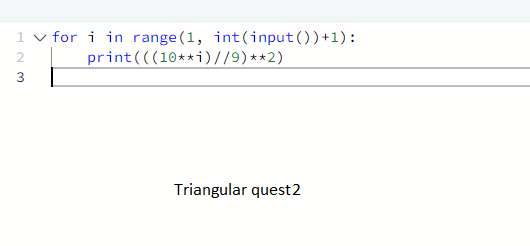 1 for i in range(1, int(input())+1):
2 print(((10**i)//9)**2)
3
Triangular quest2